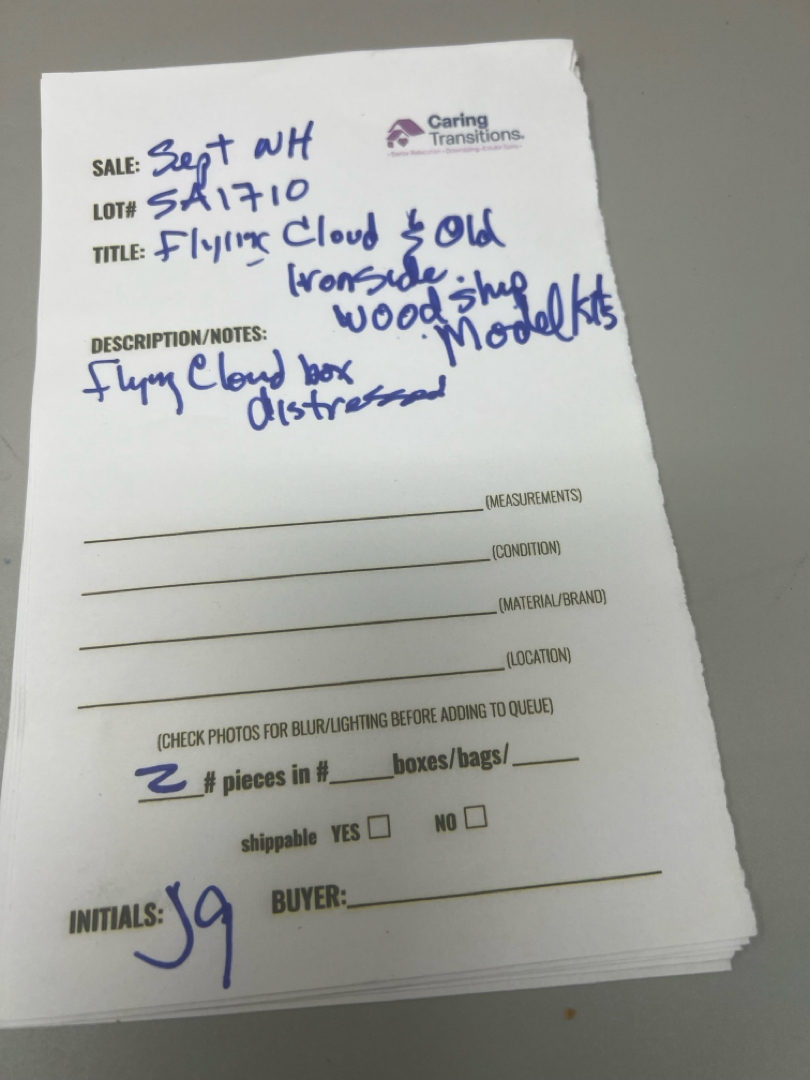 Caring
Transitions
SALE: Sept WH
LOT# SA1710
TITLE: Flying Cloud & Old
Ironside
wood ship
Model kits
DESCRIPTION/NOTES:
Flying Cloud box
distressed
(MEASUREMENTS)
(CONDITION)
(MATERIAL/BRAND)
(LOCATION)
(CHECK PHOTOS FOR BLUR/LIGHTING BEFORE ADDING TO QUEUE)
2 # pieces in #_____boxes/bags/_____
shippable YES ☐ NO ☐
INITIALS: Jg BUYER: